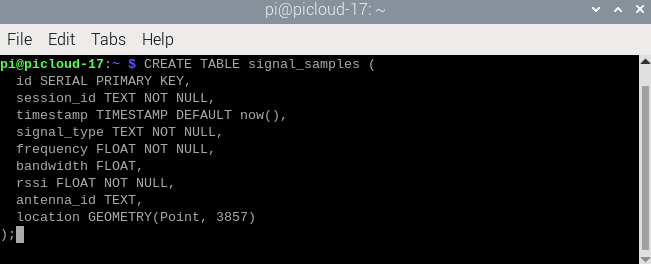 pi@picloud-17: ~
File Edit Tabs Help
pi@picloud-17:~ $ CREATE TABLE signal_samples (
  id SERIAL PRIMARY KEY,
  session_id TEXT NOT NULL,
  timestamp TIMESTAMP DEFAULT now(),
  signal_type TEXT NOT NULL,
  frequency FLOAT NOT NULL,
  bandwidth FLOAT,
  rssi FLOAT NOT NULL,
  antenna_id TEXT,
  location GEOMETRY(Point, 3857)
);